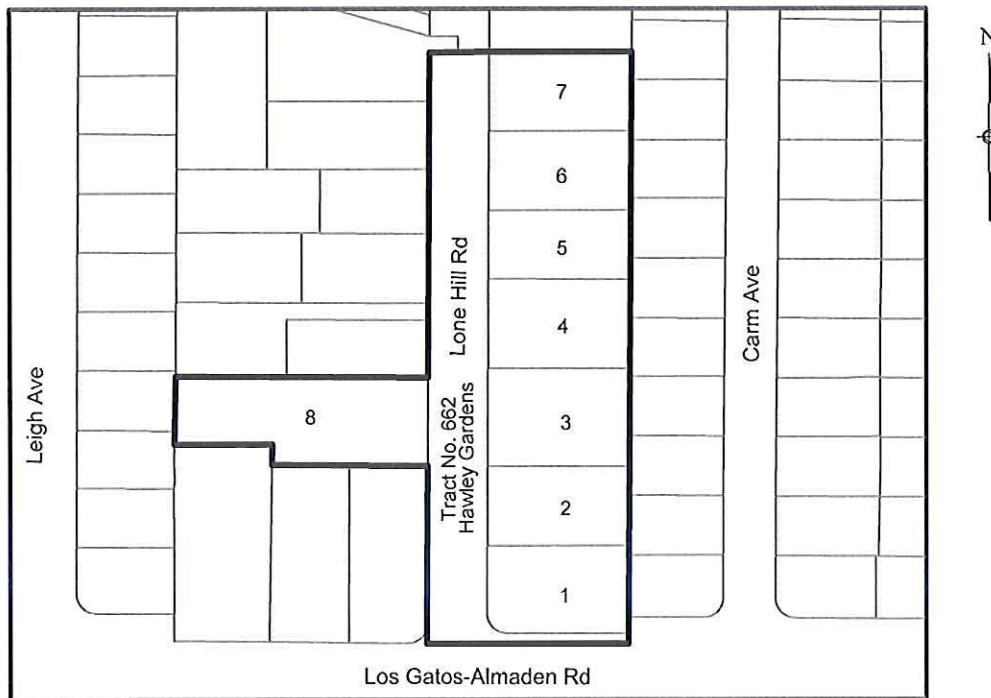 N
7
6
5
Lone Hill Rd
4
Carm Ave
Leigh Ave
8
3
Tract No. 662
Hawley Gardens
2
1
Los Gatos-Almaden Rd